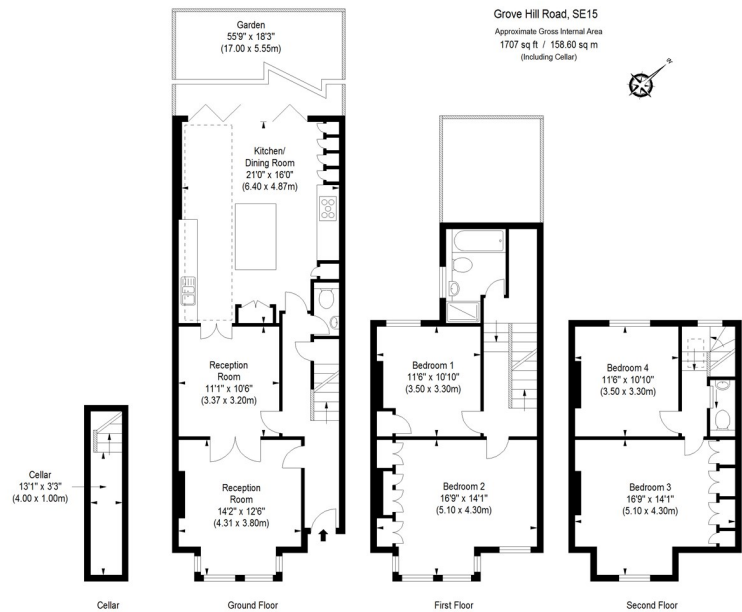 Grove Hill Road, SE15
Approximate Gross Internal Area
1707 sq ft / 158.60 sq m
(Including Cellar)
N
Garden
55'9" x 18'3"
(17.00 x 5.55m)
Kitchen/
Dining Room
21'0" x 16'0"
(6.40 x 4.87m)
Reception
Room
11'1" x 10'6"
(3.37 x 3.20m)
Reception
Room
14'2" x 12'6"
(4.31 x 3.80m)
Bedroom 1
11'6" x 10'10"
(3.50 x 3.30m)
Bedroom 2
16'9" x 14'1"
(5.10 x 4.30m)
Bedroom 4
11'6" x 10'10"
(3.50 x 3.30m)
Bedroom 3
16'9" x 14'1"
(5.10 x 4.30m)
Cellar
13'1" x 3'3"
(4.00 x 1.00m)
Cellar
Ground Floor
First Floor
Second Floor